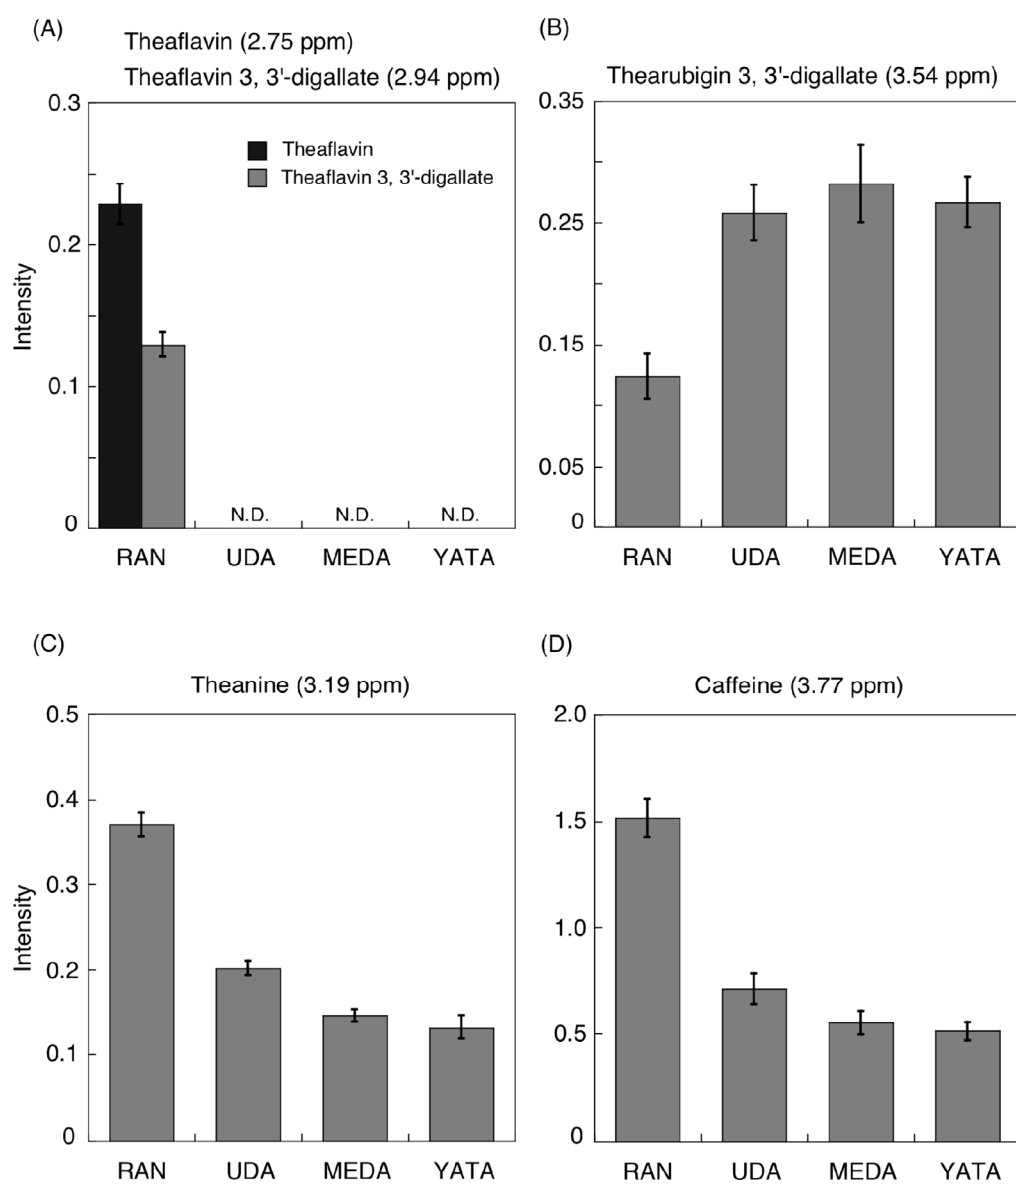 (A)
Theaflavin (2.75 ppm)
Theaflavin 3, 3'-digallate (2.94 ppm)
0.3
0.2
0.1
0
Intensity
Theaflavin
Theaflavin 3, 3'-digallate
N.D.
N.D.
N.D.
RAN
UDA
MEDA
YATA
(B)
Thearubigin 3, 3'-digallate (3.54 ppm)
0.35
0.25
0.15
0.05
0
RAN
UDA
MEDA
YATA
(C)
Theanine (3.19 ppm)
0.5
0.4
0.3
0.2
0.1
0
Intensity
RAN
UDA
MEDA
YATA
(D)
Caffeine (3.77 ppm)
2.0
1.5
1.0
0.5
0
RAN
UDA
MEDA
YATA